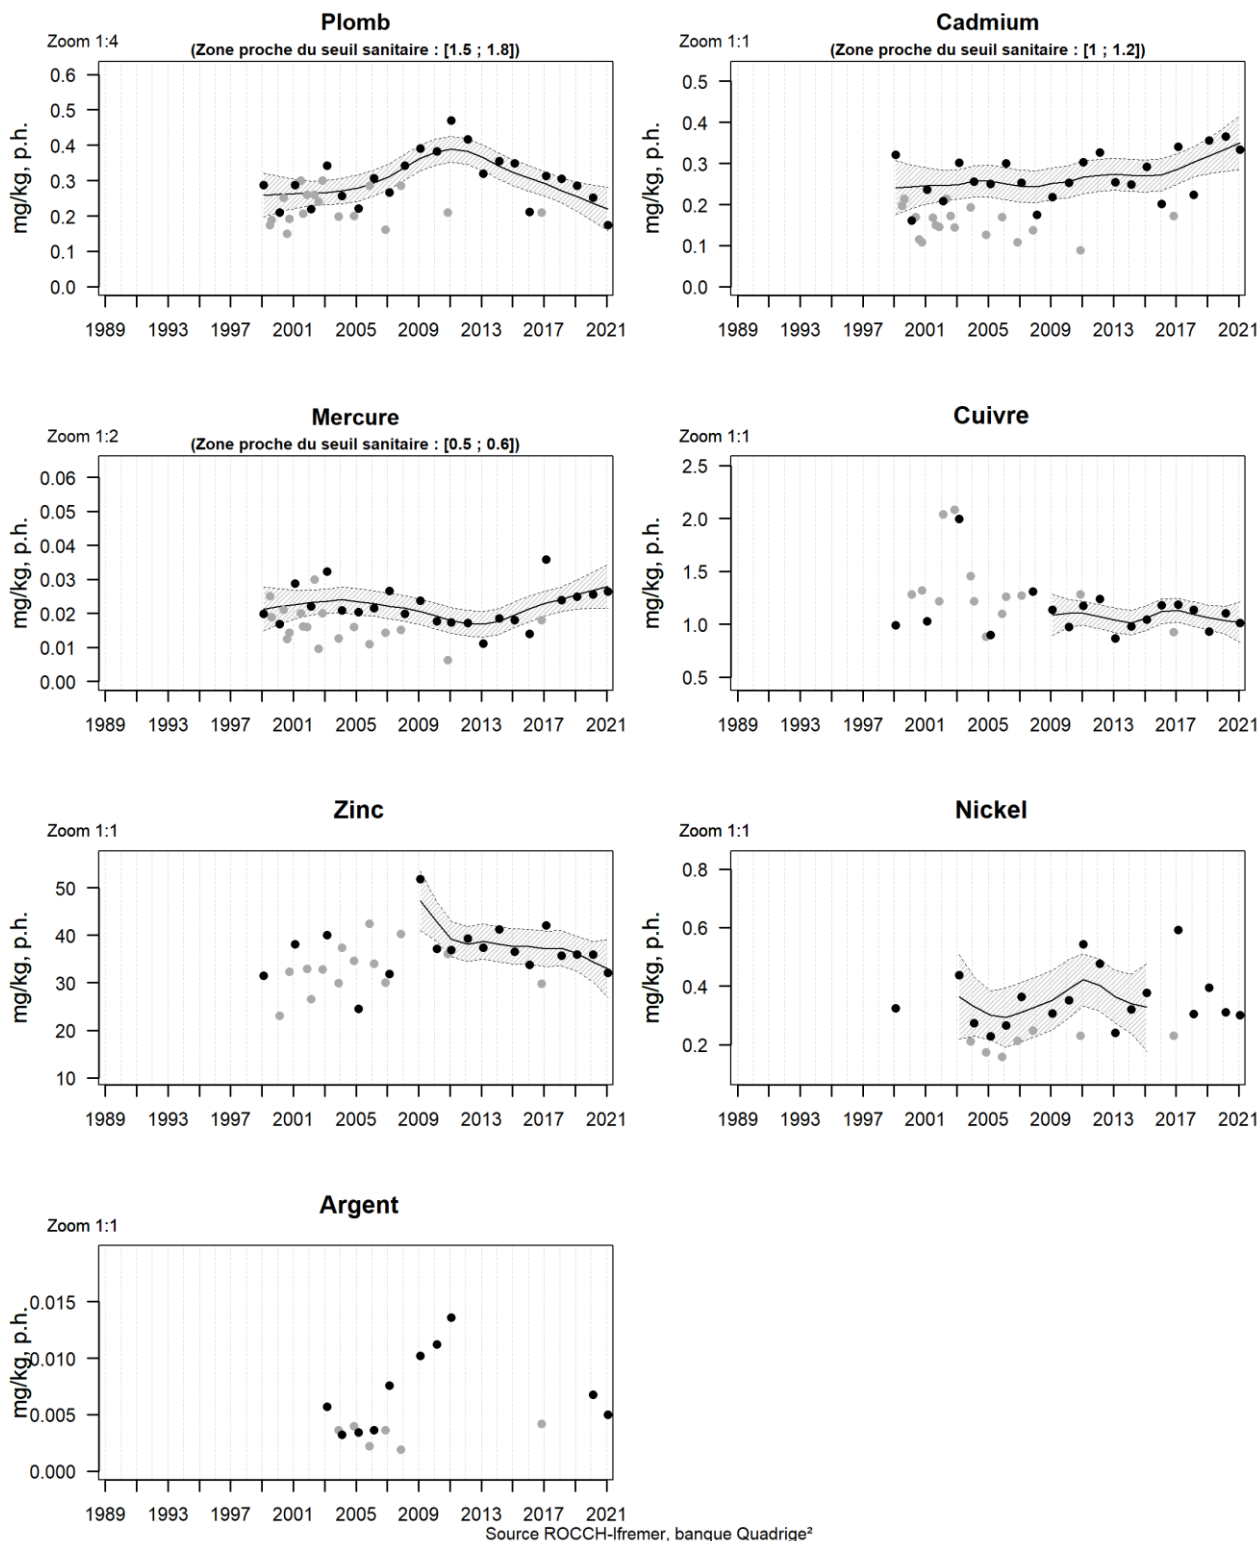 Plomb
Zoom 1:4
(Zone proche du seuil sanitaire : [1.5 ; 1.8])
mg/kg, p.h.
0.6
0.5
0.4
0.3
0.2
0.1
0.0
1989 1993 1997 2001 2005 2009 2013 2017 2021
Cadmium
Zoom 1:1
(Zone proche du seuil sanitaire : [1 ; 1.2])
mg/kg, p.h.
0.5
0.4
0.3
0.2
0.1
0.0
1989 1993 1997 2001 2005 2009 2013 2017 2021
Mercure
Zoom 1:2
(Zone proche du seuil sanitaire : [0.5 ; 0.6])
mg/kg, p.h.
0.06
0.05
0.04
0.03
0.02
0.01
0.00
1989 1993 1997 2001 2005 2009 2013 2017 2021
Cuivre
Zoom 1:1
mg/kg, p.h.
2.5
2.0
1.5
1.0
0.5
1989 1993 1997 2001 2005 2009 2013 2017 2021
Zinc
Zoom 1:1
mg/kg, p.h.
50
40
30
20
10
1989 1993 1997 2001 2005 2009 2013 2017 2021
Nickel
Zoom 1:1
mg/kg, p.h.
0.8
0.6
0.4
0.2
1989 1993 1997 2001 2005 2009 2013 2017 2021
Argent
Zoom 1:1
mg/kg, p.h.
0.015
0.010
0.005
0.000
1989 1993 1997 2001 2005 2009 2013 2017 2021
Source ROCCH-Ifremer, banque Quadrige²